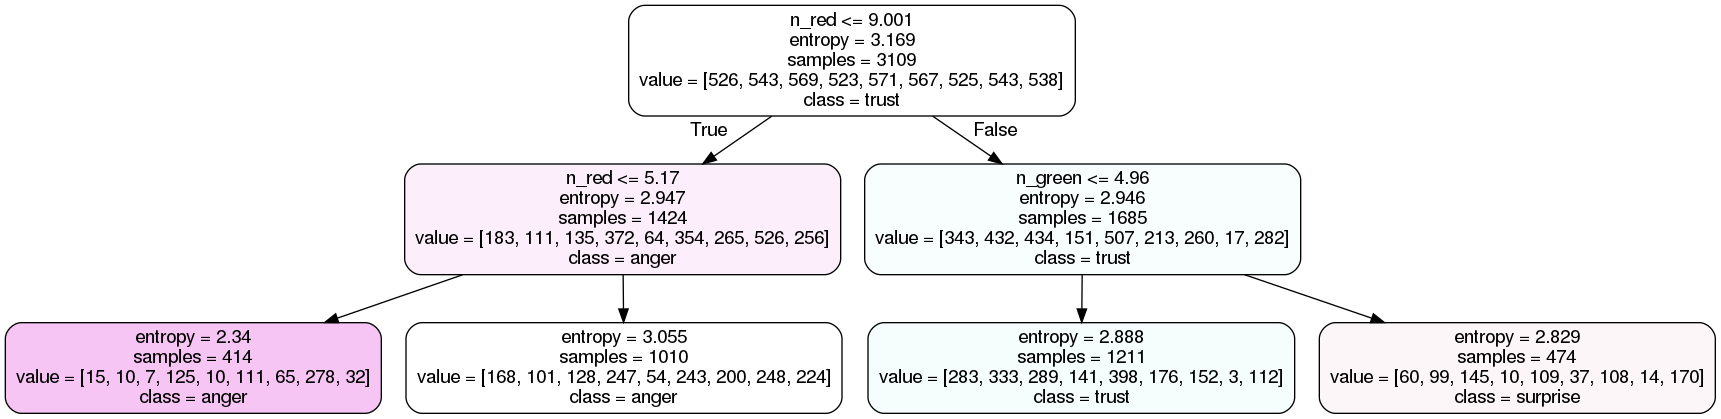 n_red <= 9.001
entropy = 3.169
samples = 3109
value = [526, 543, 569, 523, 571, 567, 525, 543, 538]
class = trust
True
False
n_red <= 5.17
entropy = 2.947
samples = 1424
value = [183, 111, 135, 372, 64, 354, 265, 526, 256]
class = anger
n_green <= 4.96
entropy = 2.946
samples = 1685
value = [343, 432, 434, 151, 507, 213, 260, 17, 282]
class = trust
entropy = 2.34
samples = 414
value = [15, 10, 7, 125, 10, 111, 65, 278, 32]
class = anger
entropy = 3.055
samples = 1010
value = [168, 101, 128, 247, 54, 243, 200, 248, 224]
class = anger
entropy = 2.888
samples = 1211
value = [283, 333, 289, 141, 398, 176, 152, 3, 112]
class = trust
entropy = 2.829
samples = 474
value = [60, 99, 145, 10, 109, 37, 108, 14, 170]
class = surprise